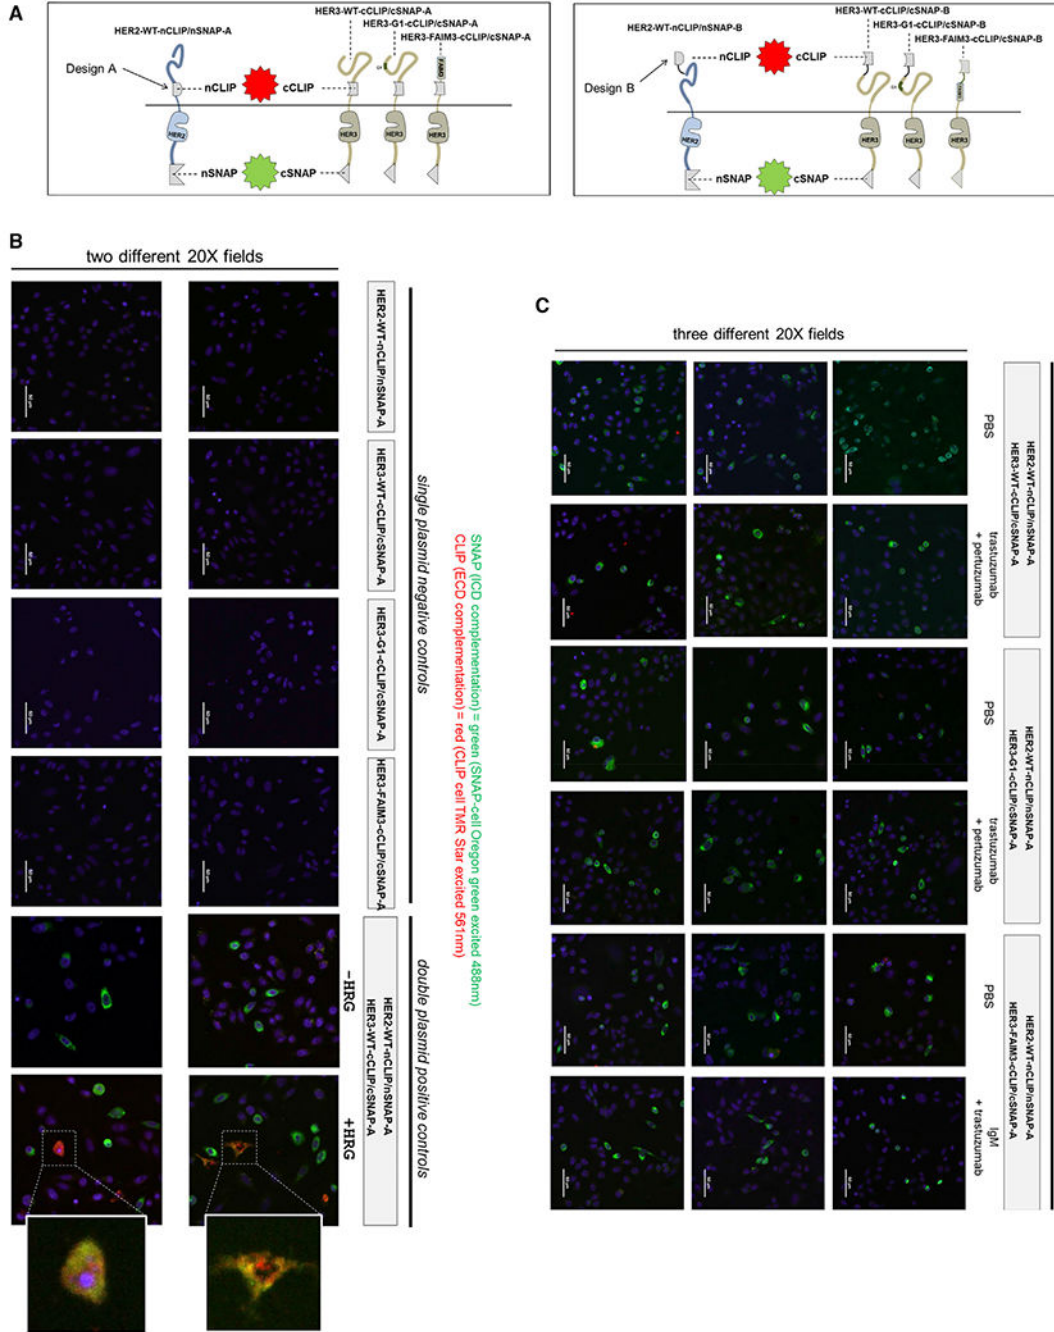 A
HER2-WT-nCLIP/nSNAP-A
HER3-WT-cCLIP/cSNAP-A
HER3-G1-cCLIP/cSNAP-A
HER3-FAIM3-cCLIP/cSNAP-A
Design A
nCLIP
cCLIP
G1
FAIM3
HER2
HER3
HER3
HER3
nSNAP
cSNAP
HER2-WT-nCLIP/nSNAP-B
HER3-WT-cCLIP/cSNAP-B
HER3-G1-cCLIP/cSNAP-B
HER3-FAIM3-cCLIP/cSNAP-B
Design B
nCLIP
cCLIP
G1
HER2
HER3
HER3
HER3
nSNAP
cSNAP
B
two different 20X fields
HER2-WT-nCLIP/nSNAP-A
HER3-WT-cCLIP/cSNAP-A
HER3-G1-cCLIP/cSNAP-A
HER3-FAIM3-cCLIP/cSNAP-A
single plasmid negative controls
–HRG
+HRG
HER2-WT-nCLIP/nSNAP-A
HER3-WT-cCLIP/cSNAP-A
double plasmid positive controls
SNAP (ICD complementation) = green (SNAP-cell Oregon green excited 488nm)
CLIP (ECD complementation) = red (CLIP cell TMR Star excited 561nm)
C
three different 20X fields
PBS
trastuzumab
+ pertuzumab
HER2-WT-nCLIP/nSNAP-A
HER3-WT-cCLIP/cSNAP-A
PBS
trastuzumab
+ pertuzumab
HER2-WT-nCLIP/nSNAP-A
HER3-G1-cCLIP/cSNAP-A
PBS
IgM
+ trastuzumab
HER2-WT-nCLIP/nSNAP-A
HER3-FAIM3-cCLIP/cSNAP-A